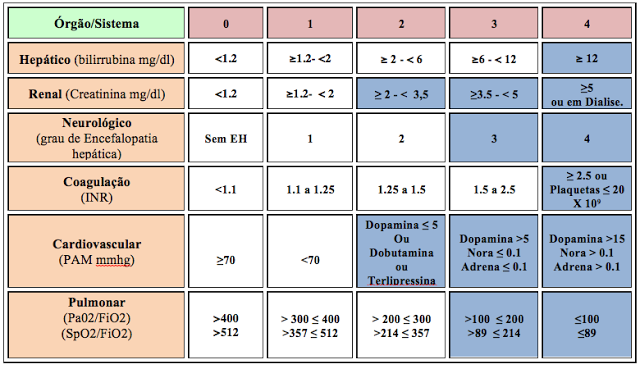 Órgão/Sistema 0 1 2 3 4
Hepático (bilirrubina mg/dl) <1.2 ≥1.2- <2 ≥ 2 - < 6 ≥6 - < 12 ≥ 12
Renal (Creatinina mg/dl) <1.2 ≥1.2- < 2 ≥ 2 - < 3,5 ≥3.5 - < 5 ≥5
ou em Dialise.
Neurológico
(grau de Encefalopatia
hepática)
Sem EH 1 2 3 4
Coagulação
(INR)
<1.1 1.1 a 1.25 1.25 a 1.5 1.5 a 2.5
≥ 2.5 ou
Plaquetas ≤ 20
X 10⁹
Cardiovascular
(PAM mmhg)
≥70 <70
Dopamina ≤ 5
Ou
Dobutamina
ou
Terlipressina
Dopamina >5
Nora ≤ 0.1
Adrena ≤ 0.1
Dopamina >15
Nora > 0.1
Adrena > 0.1
Pulmonar
(Pa02/FiO2)
(SpO2/FiO2)
>400
>512
> 300 ≤ 400
>357 ≤ 512
> 200 ≤ 300
>214 ≤ 357
>100 ≤ 200
>89 ≤ 214
≤100
≤89